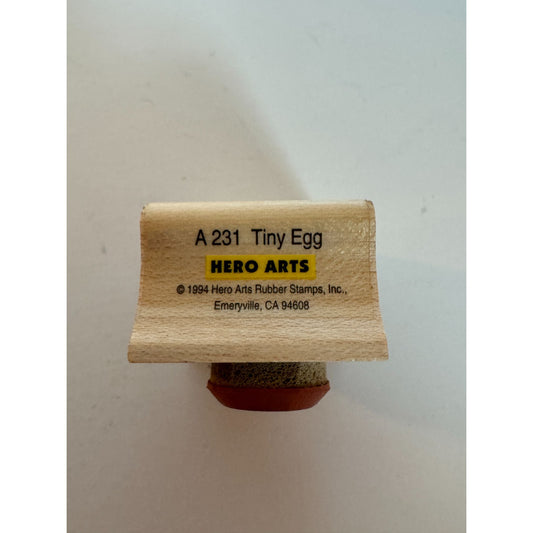 A 231 Tiny Egg
HERO ARTS
© 1994 Hero Arts Rubber Stamps, Inc.,
Emeryville, CA 94608